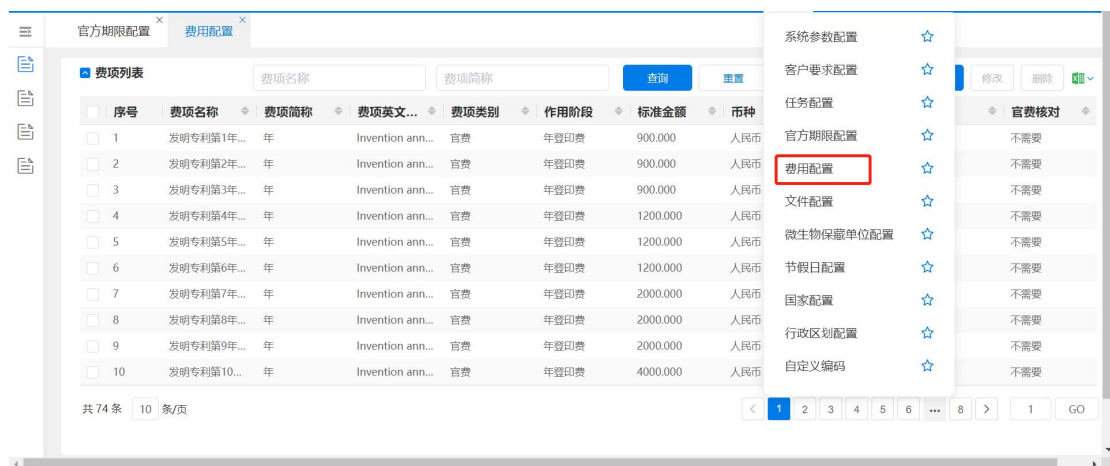 官方期限配置 × 费用配置 ×
费项列表 费项名称 费项简称 查询 重置 修改 删除
序号 费项名称 费项简称 费项英文... 费项类别 作用阶段 标准金额 币种 官费核对
1 发明专利第1年... 年 Invention ann... 官费 年登印费 900.000 人民币 不需要
2 发明专利第2年... 年 Invention ann... 官费 年登印费 900.000 人民币 不需要
3 发明专利第3年... 年 Invention ann... 官费 年登印费 900.000 人民币 不需要
4 发明专利第4年... 年 Invention ann... 官费 年登印费 1200.000 人民币 不需要
5 发明专利第5年... 年 Invention ann... 官费 年登印费 1200.000 人民币 不需要
6 发明专利第6年... 年 Invention ann... 官费 年登印费 1200.000 人民币 不需要
7 发明专利第7年... 年 Invention ann... 官费 年登印费 2000.000 人民币 不需要
8 发明专利第8年... 年 Invention ann... 官费 年登印费 2000.000 人民币 不需要
9 发明专利第9年... 年 Invention ann... 官费 年登印费 2000.000 人民币 不需要
10 发明专利第10... 年 Invention ann... 官费 年登印费 4000.000 人民币 不需要
共 74 条 10 条/页 < 1 2 3 4 5 6 ... 8 > 1 GO
系统参数配置
客户要求配置
任务配置
官方期限配置
费用配置
文件配置
微生物保藏单位配置
节假日配置
国家配置
行政区划配置
自定义编码